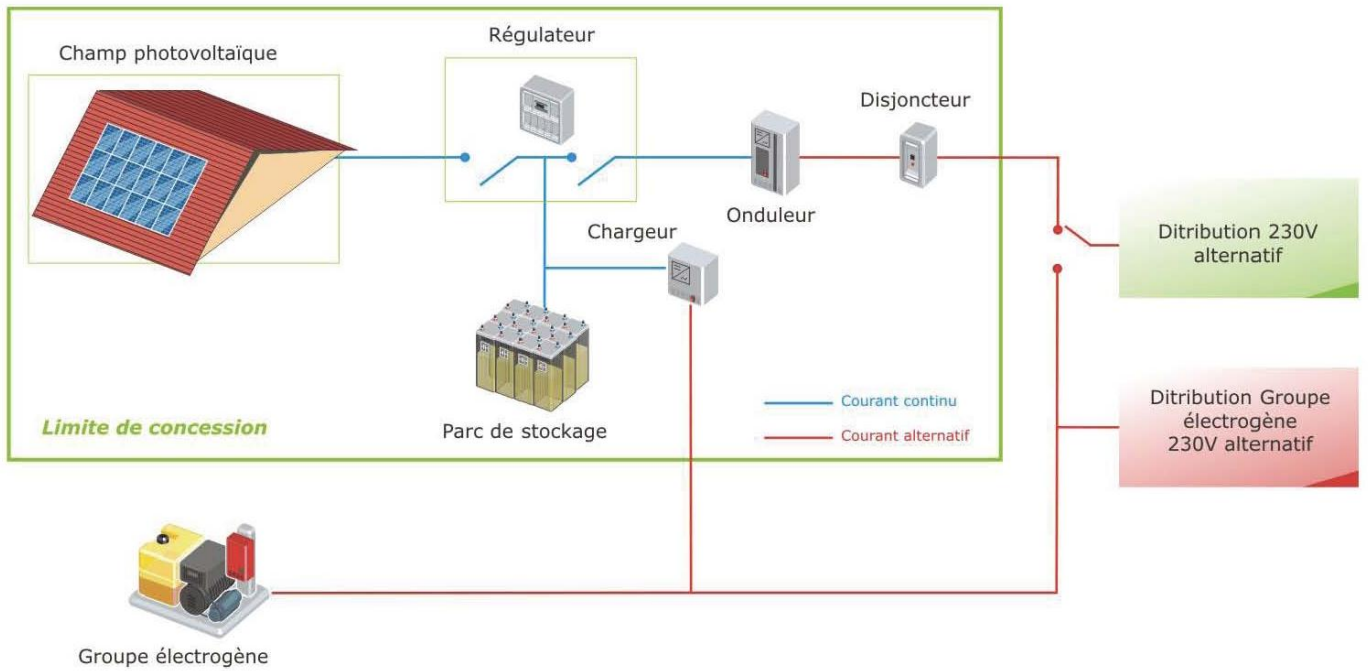 Champ photovoltaïque
Régulateur
Disjoncteur
Onduleur
Chargeur
Ditribution 230V
alternatif
Parc de stockage
Courant continu
Courant alternatif
Limite de concession
Ditribution Groupe
électrogène
230V alternatif
Groupe électrogène